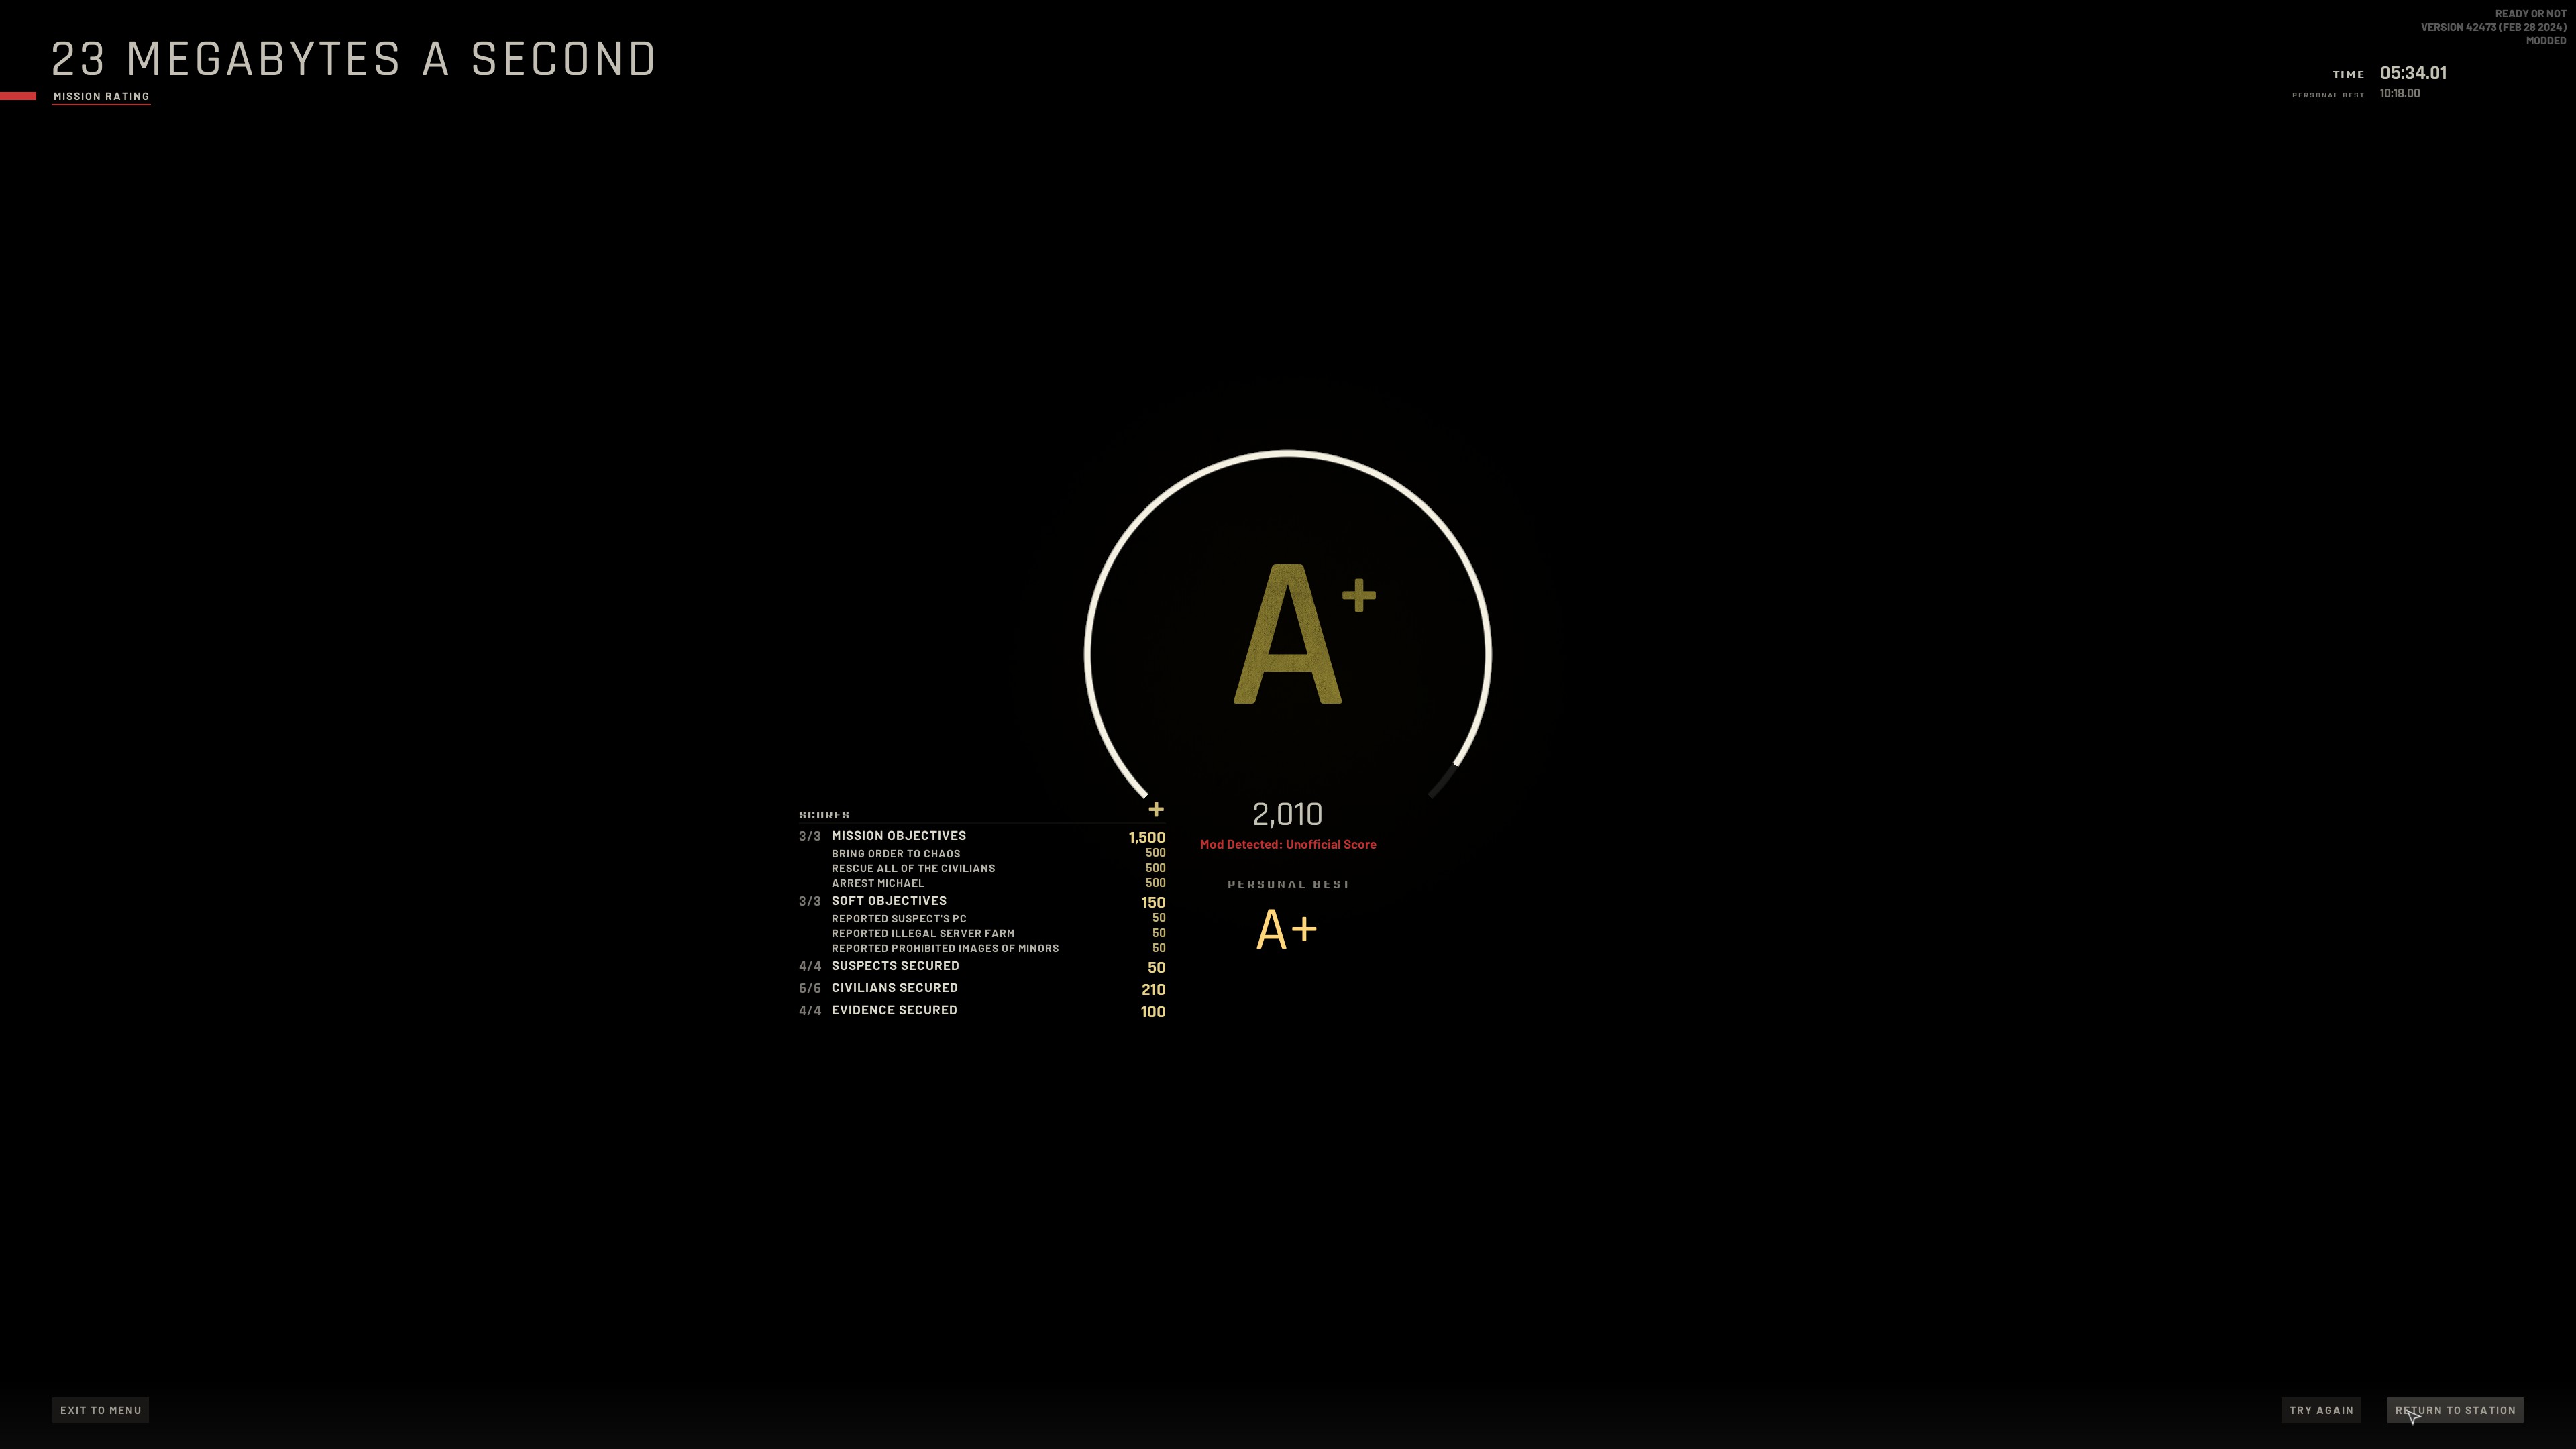 READY OR NOT
VERSION 42473 (FEB 28 2024)
MODDED
23 MEGABYTES A SECOND
MISSION RATING
TIME 05:34.01
PERSONAL BEST 10:18.00
A+
2,010
Mod Detected: Unofficial Score
PERSONAL BEST
A+
SCORES +
3/3 MISSION OBJECTIVES 1,500
BRING ORDER TO CHAOS 500
RESCUE ALL OF THE CIVILIANS 500
ARREST MICHAEL 500
3/3 SOFT OBJECTIVES 150
REPORTED SUSPECT'S PC 50
REPORTED ILLEGAL SERVER FARM 50
REPORTED PROHIBITED IMAGES OF MINORS 50
4/4 SUSPECTS SECURED 50
6/6 CIVILIANS SECURED 210
4/4 EVIDENCE SECURED 100
EXIT TO MENU
TRY AGAIN
RETURN TO STATION